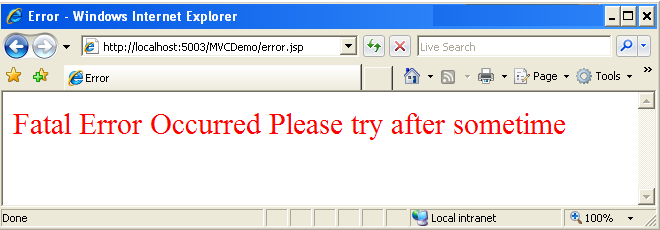 Error - Windows Internet Explorer
http://localhost:5003/MVCDemo/error.jsp
Live Search
Error
Page
Tools
»
Fatal Error Occurred Please try after sometime
Done
Local intranet
100%